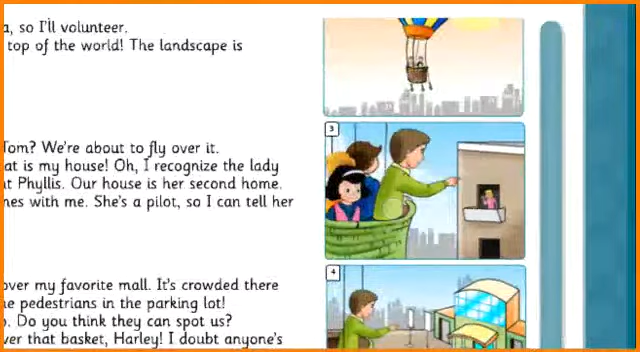 a, so I'll volunteer.
top of the world! The landscape is
Tom? We're about to fly over it.
at is my house! Oh, I recognize the lady
t Phyllis. Our house is her second home.
mes with me. She's a pilot, so I can tell her
over my favorite mall. It's crowded there
e pedestrians in the parking lot!
o. Do you think they can spot us?
ver that basket, Harley! I doubt anyone's
3
4